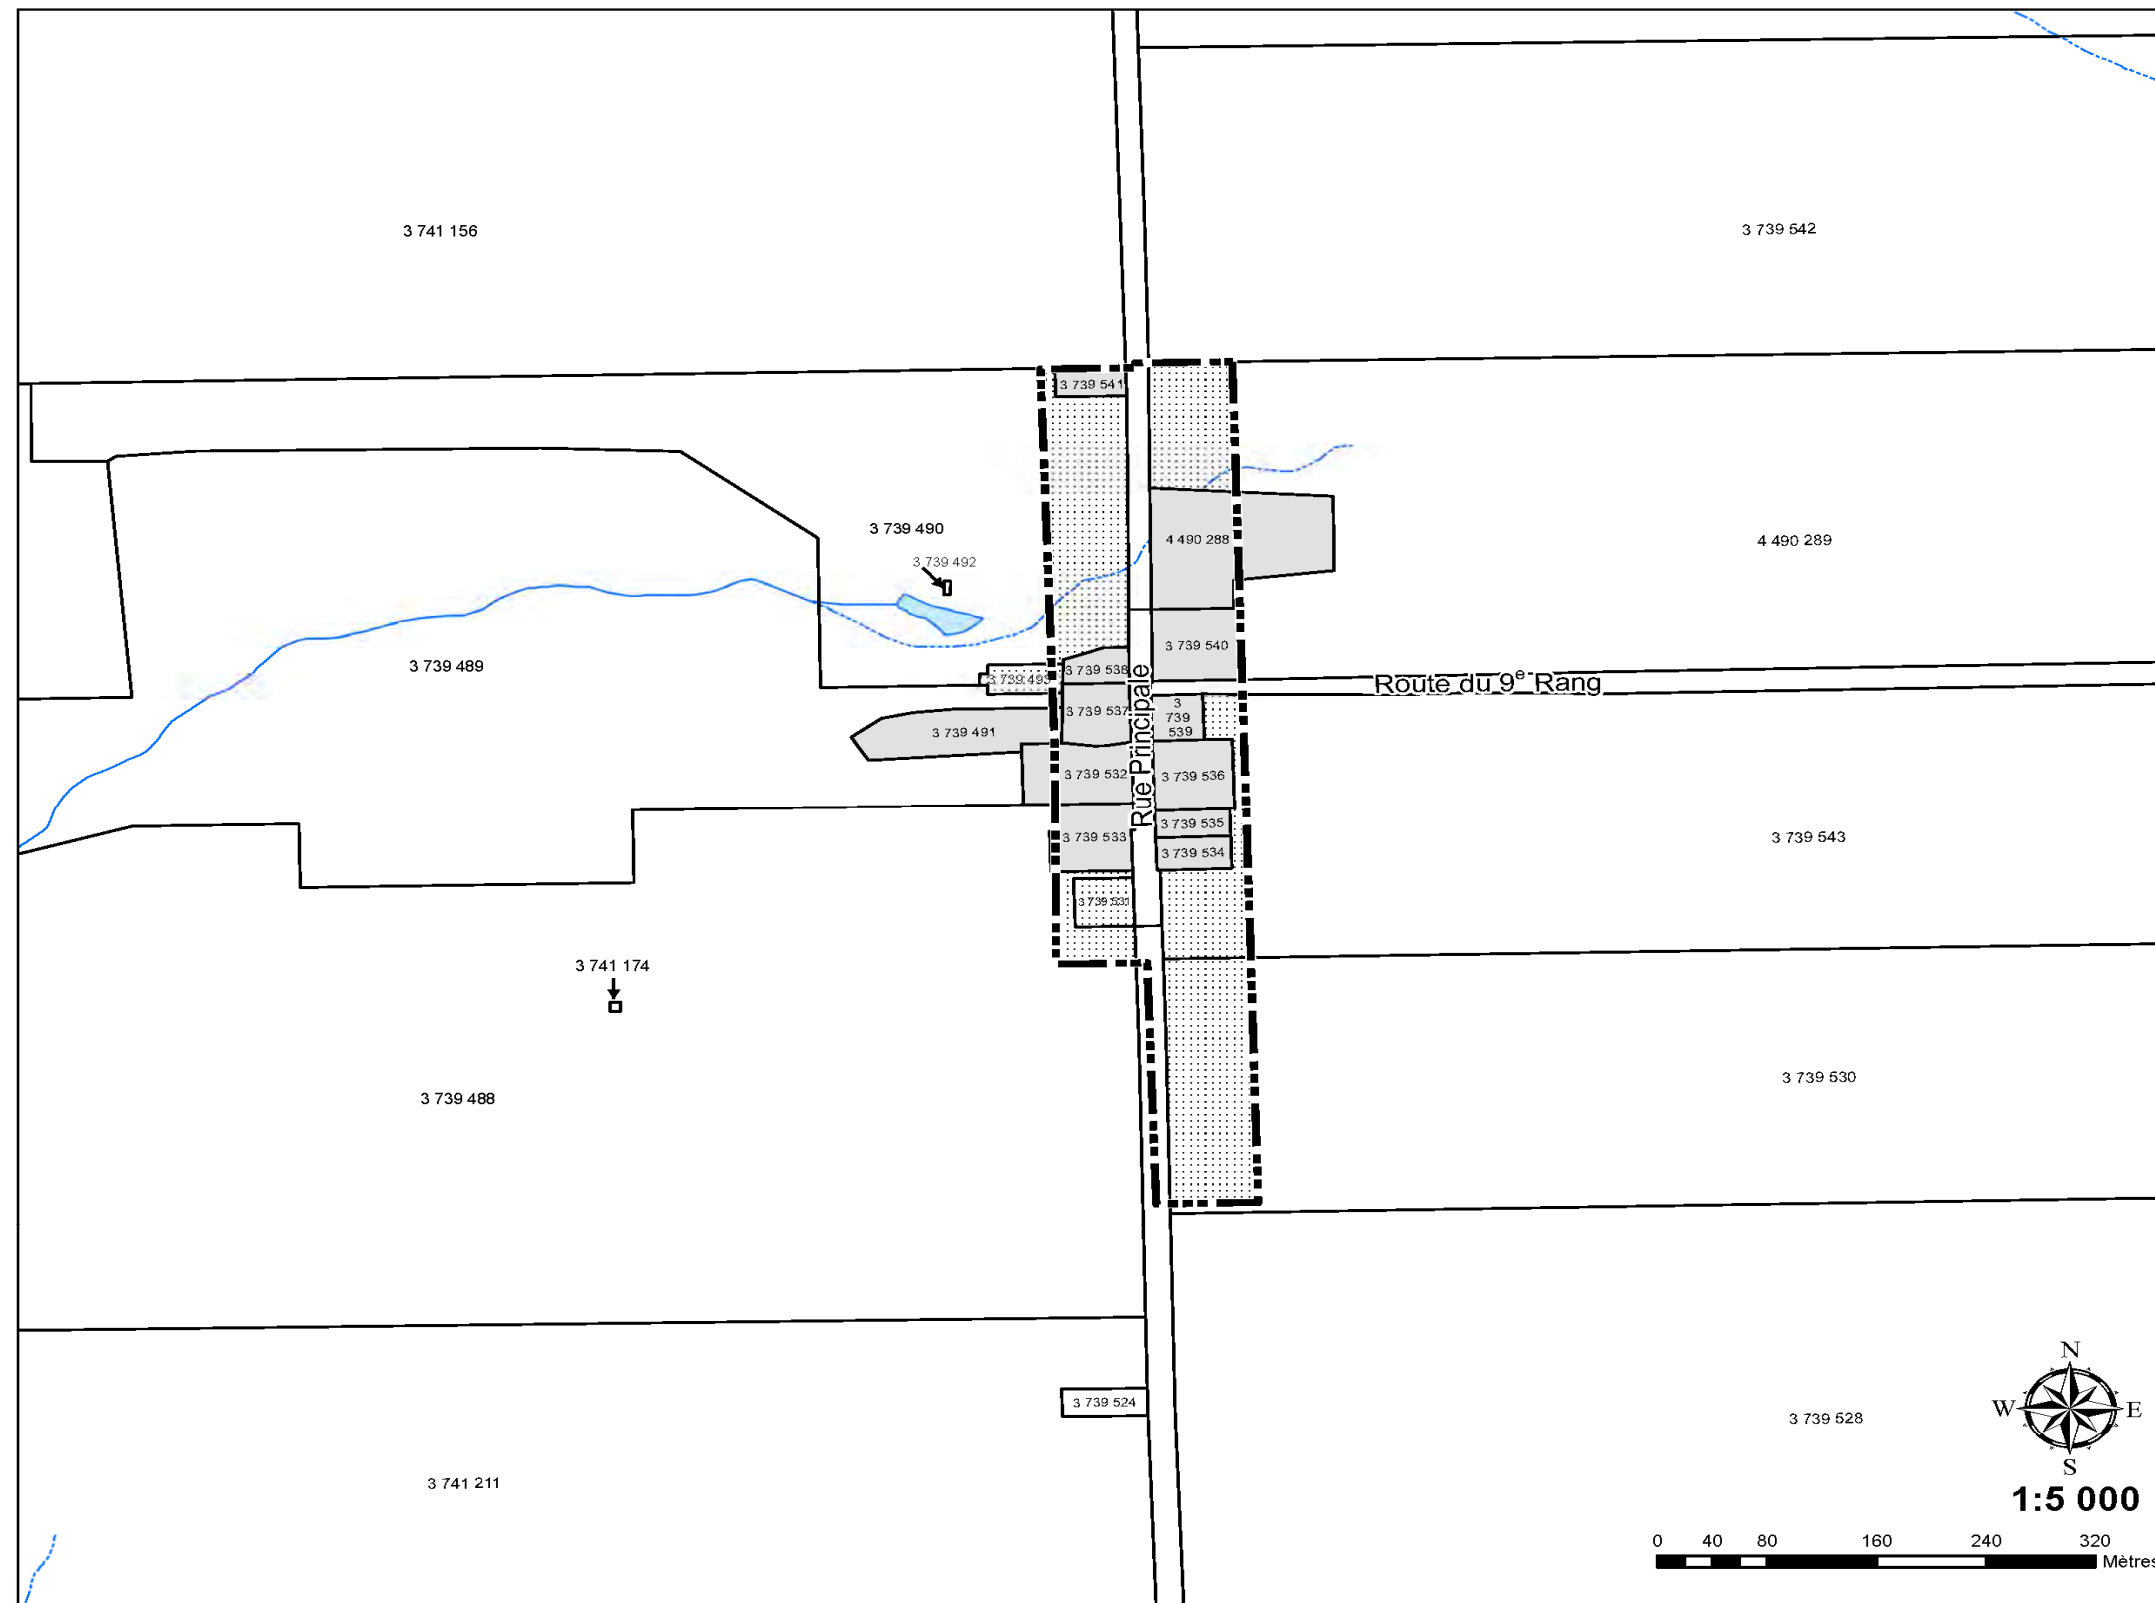 3 741 156
3 739 542
3 739 541
3 739 490
4 490 288
4 490 289
3 739 492
3 739 540
3 739 489
3 739 538
3 739 493
Route du 9e Rang
3 739 537
3
739
539
3 739 491
Rue Principale
3 739 532
3 739 536
3 739 535
3 739 533
3 739 543
3 739 534
3 739 531
3 741 174
3 739 530
3 739 488
N
W
E
S
3 739 524
3 739 528
3 741 211
1:5 000
0 40 80 160 240 320
Mètres